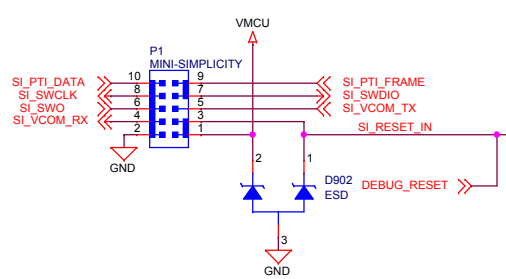 VMCU
P1
MINI-SIMPLICITY
SI_PTI_DATA 10 9 SI_PTI_FRAME
SI_SWCLK 8 7 SI_SWDIO
SI_SWO 6 5 SI_VCOM_TX
SI_VCOM_RX 4 3
SI_RESET_IN
2 1
GND
2 1
D902
ESD
DEBUG_RESET
3
GND